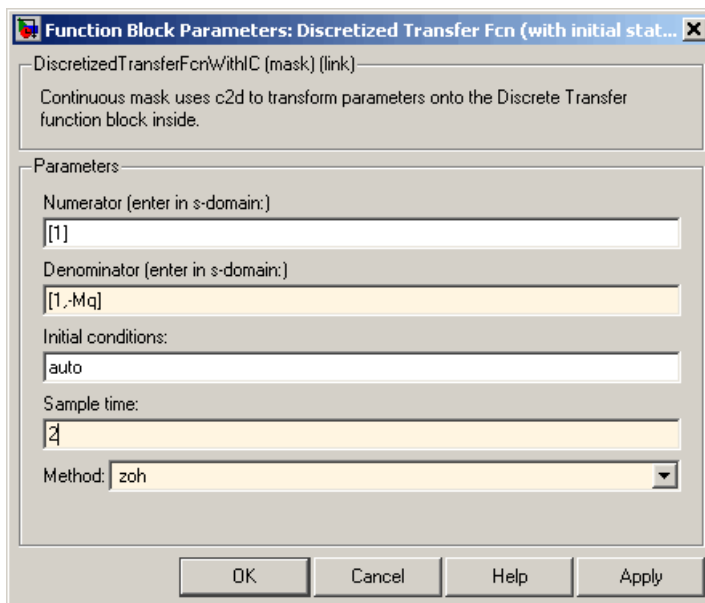 Function Block Parameters: Discretized Transfer Fcn (with initial stat...
DiscretizedTransferFcnWithIC (mask) (link)
Continuous mask uses c2d to transform parameters onto the Discrete Transfer
function block inside.
Parameters
Numerator (enter in s-domain:)
[1]
Denominator (enter in s-domain:)
[1,-Mq]
Initial conditions:
auto
Sample time:
2
Method: zoh
OK Cancel Help Apply